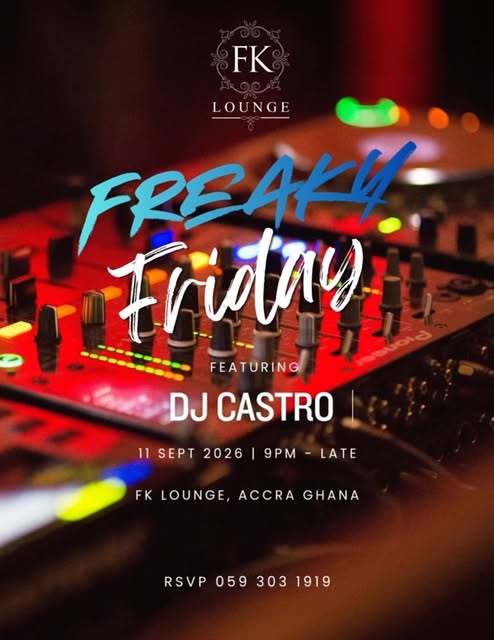 FK
LOUNGE
FREAKY
Friday
FEATURING
DJ CASTRO |
11 SEPT 2026 | 9PM - LATE
FK LOUNGE, ACCRA GHANA
RSVP 059 303 1919
Pioneer